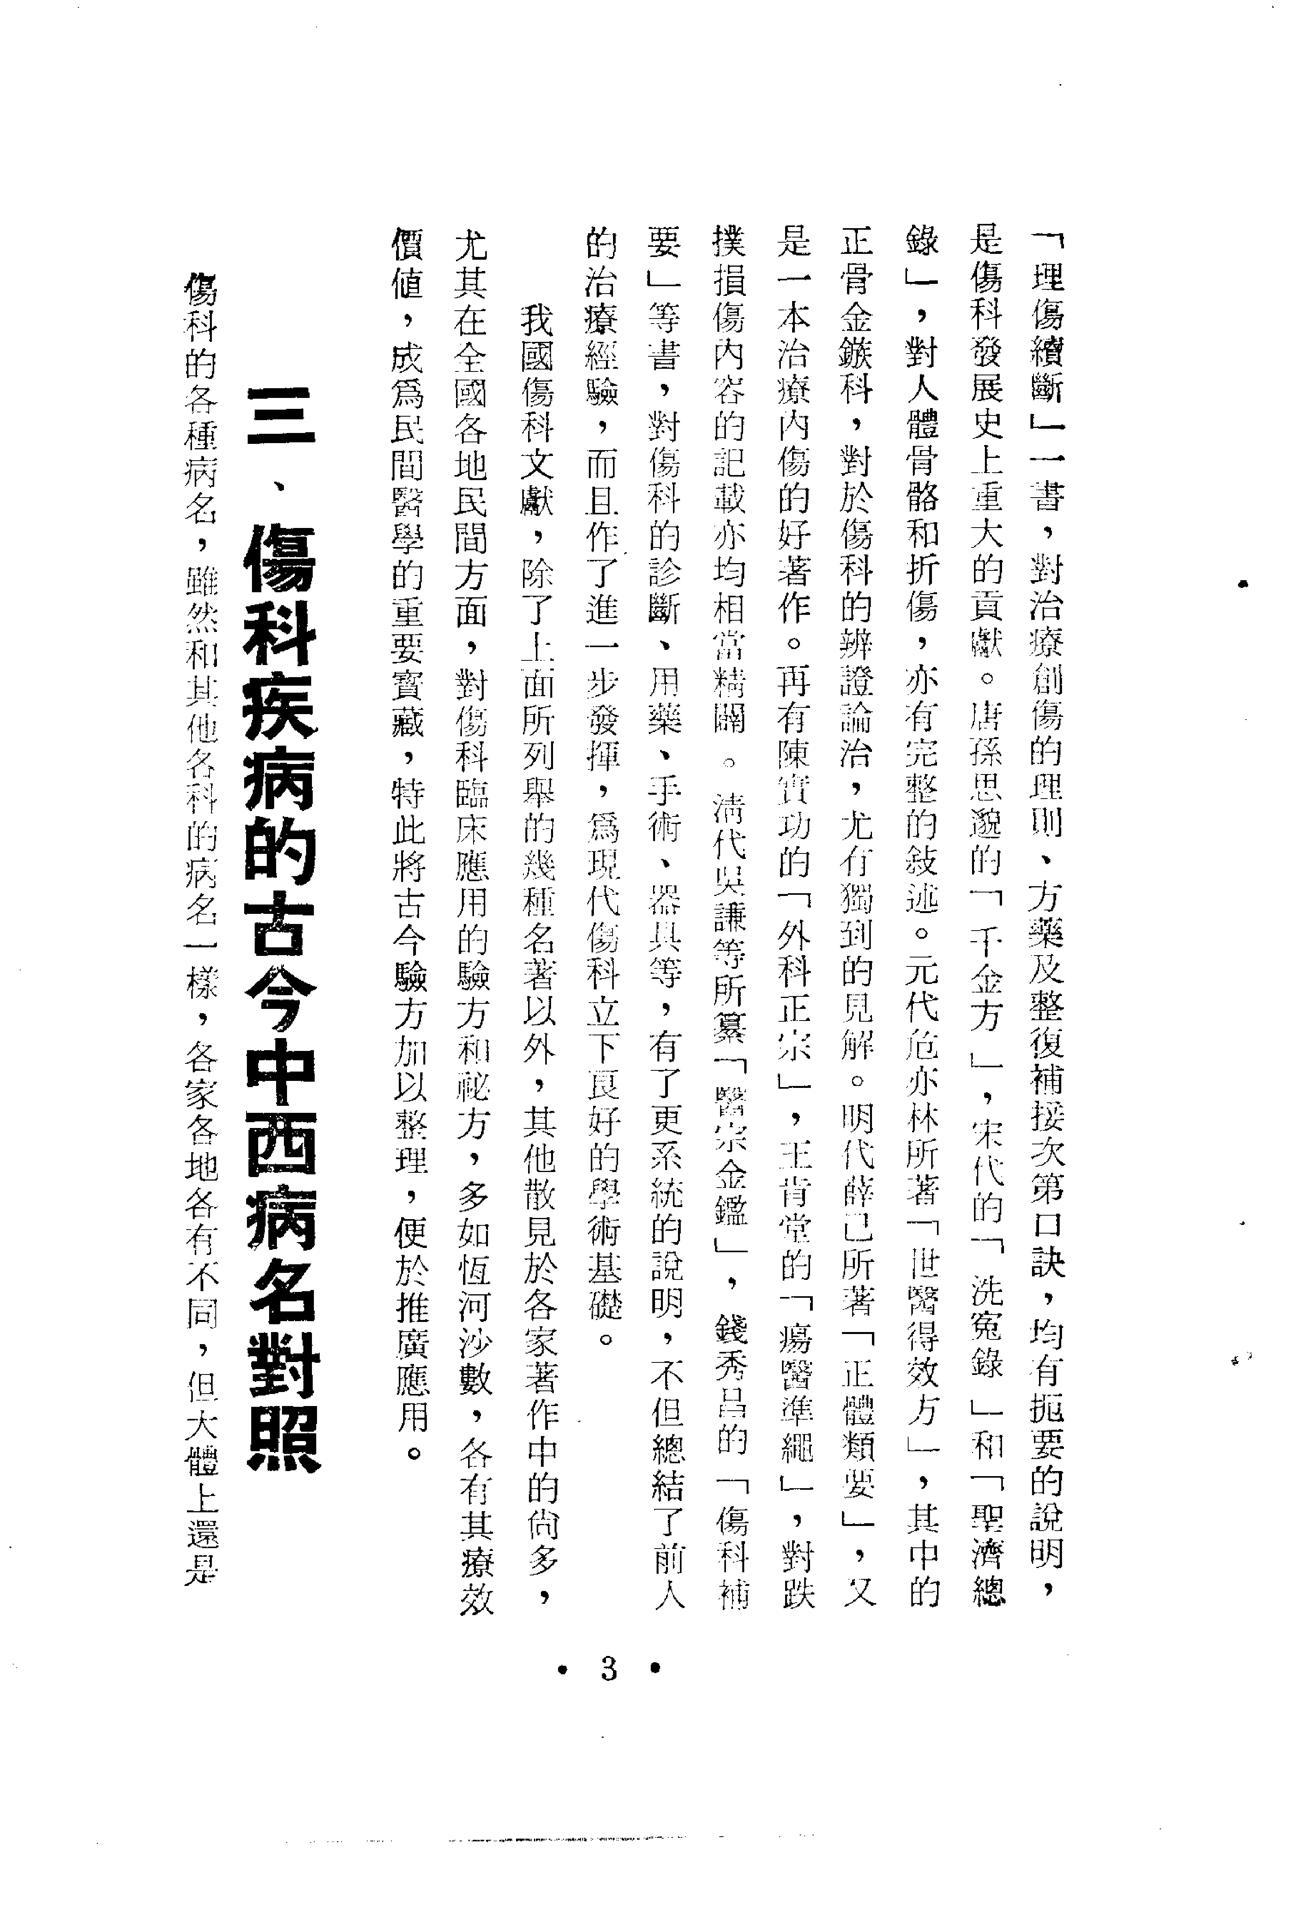 「理傷續斷」一書，對治療創傷的理則、方藥及整復補接次第口訣，均有扼要的說明，
是傷科發展史上重大的貢獻。唐孫思邈的「千金方」，宋代的「洗寃錄」和「聖濟總
錄」，對人體骨骼和折傷，亦有完整的敍述。元代危亦林所著「世醫得效方」，其中的
正骨金鏃科，對於傷科的辨證論治，尤有獨到的見解。明代薛己所著「正體類要」，又
是一本治療內傷的好著作。再有陳實功的「外科正宗」，王肯堂的「瘍醫準繩」，對跌
撲損傷內容的記載亦均相當精闢。清代吳謙等所纂「醫宗金鑑」，錢秀昌的「傷科補
要」等書，對傷科的診斷、用藥、手術、器具等，有了更系統的說明，不但總結了前人
的治療經驗，而且作了進一步發揮，爲現代傷科立下良好的學術基礎。
我國傷科文獻，除了上面所列舉的幾種名著以外，其他散見於各家著作中的尙多，
尤其在全國各地民間方面，對傷科臨床應用的驗方和祕方，多如恆河沙數，各有其療效
價値，成爲民間醫學的重要寶藏，特此將古今驗方加以整理，便於推廣應用。
三、傷科疾病的古今中西病名對照
傷科的各種病名，雖然和其他各科的病名一樣，各家各地各有不同，但大體上還是
• 3 •